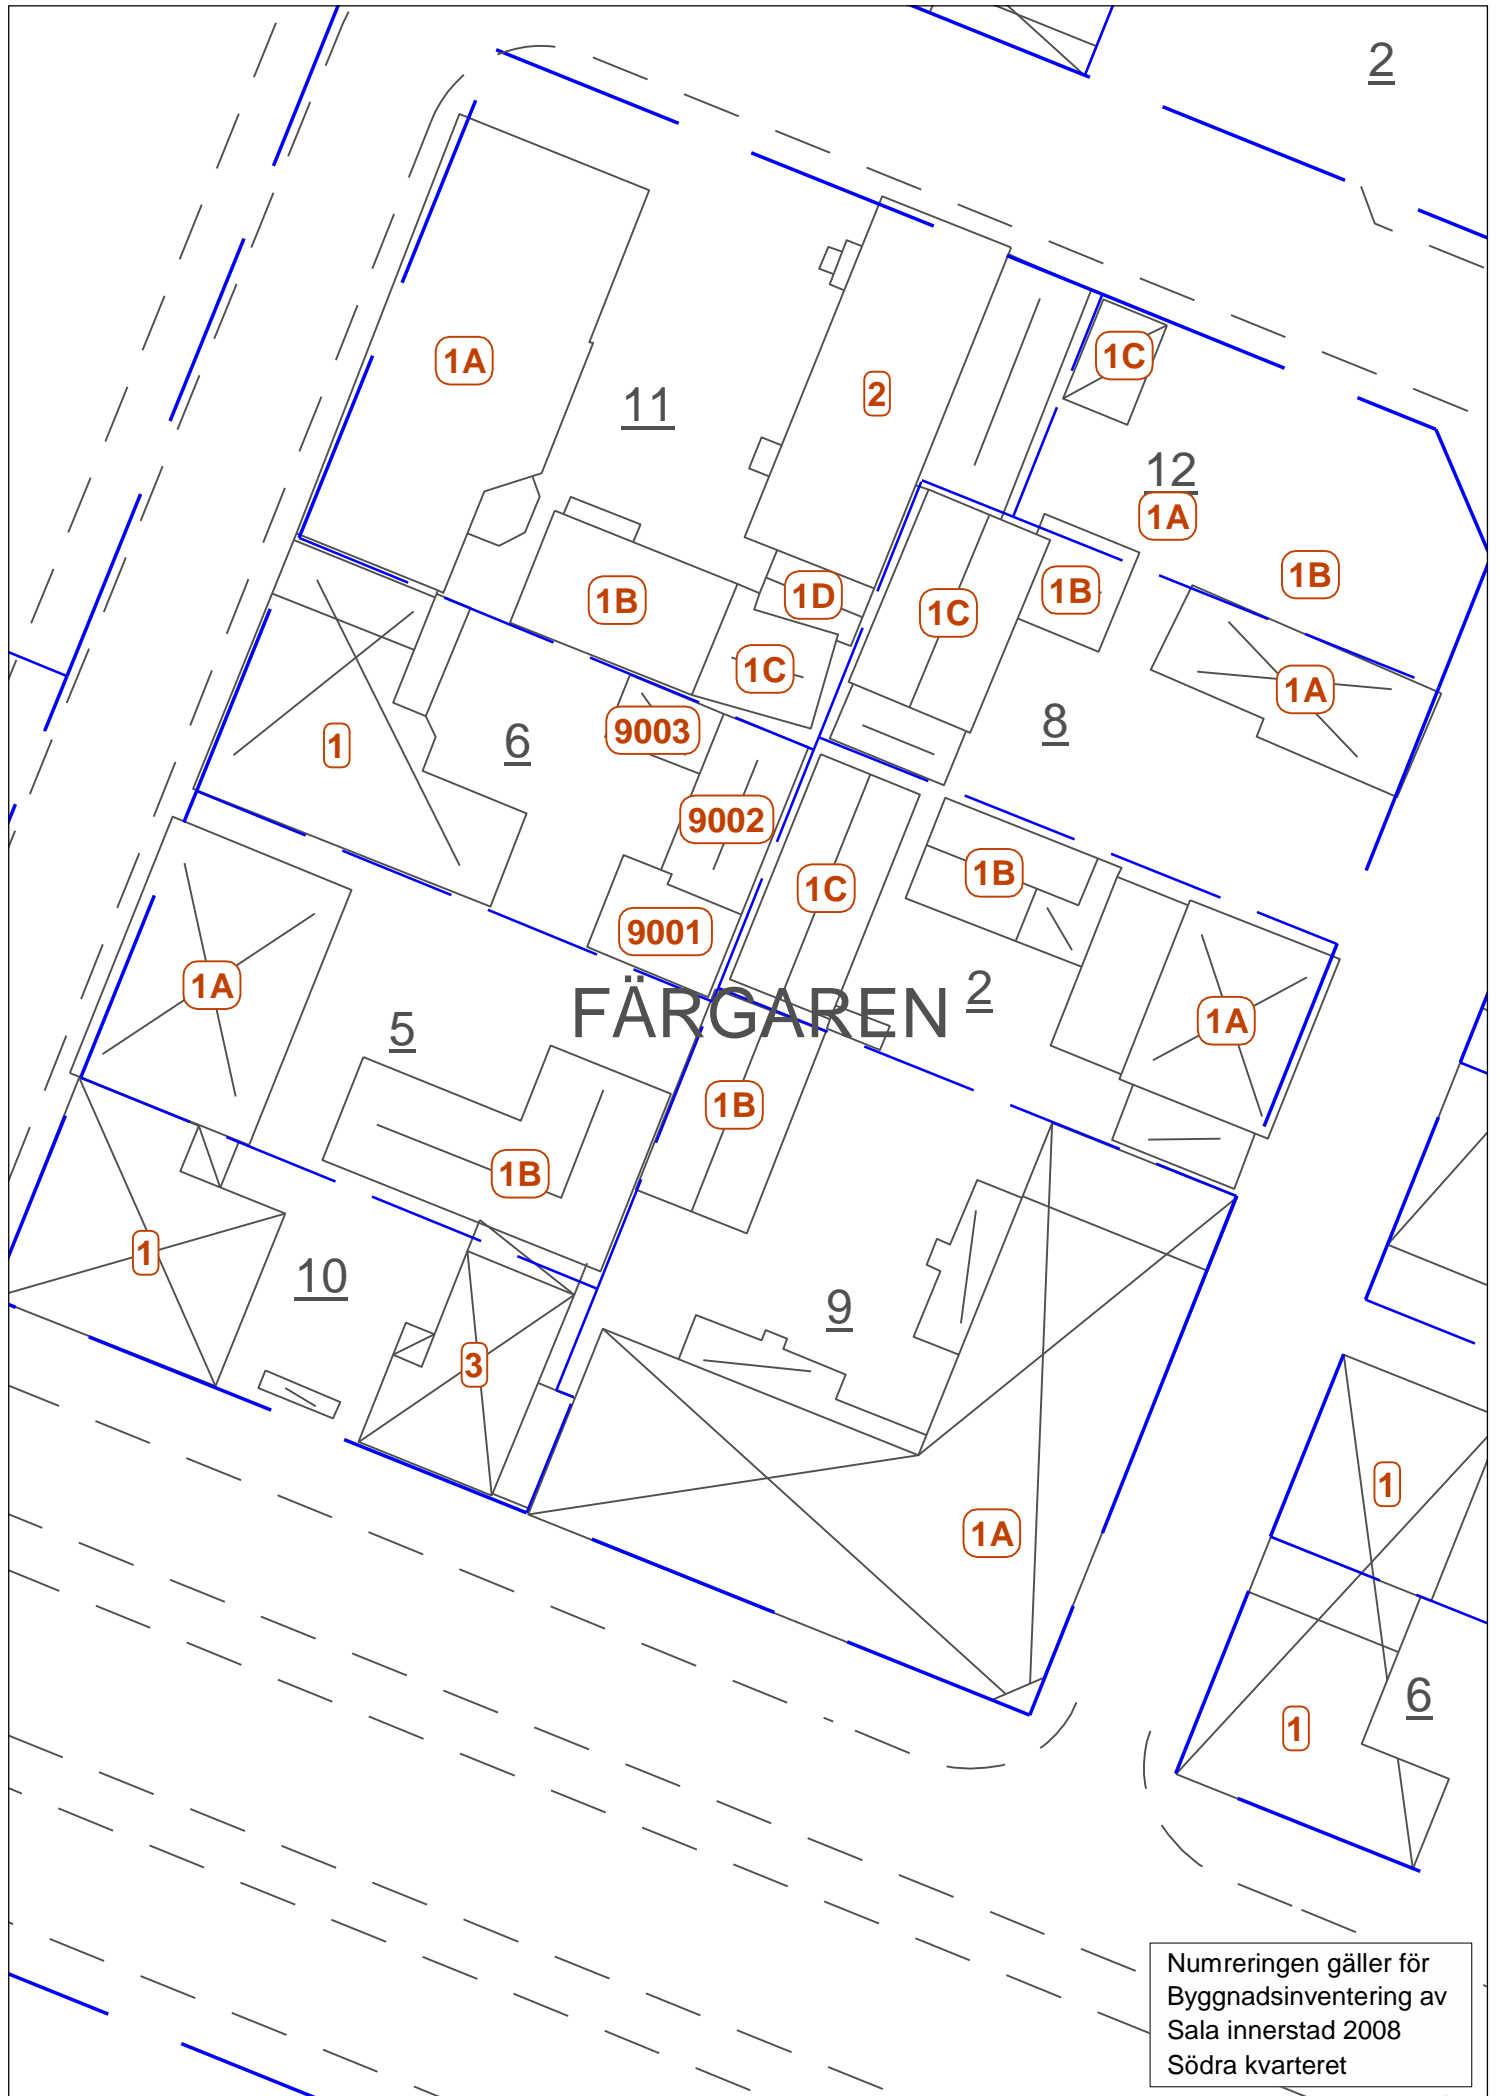 2
1A
11
2
1C
12
1A
1B
1B
1D
1B
1C
1C
1A
9003
6
1
8
9002
1C
1B
9001
1A
FÄRGAREN
2
1A
5
1B
1B
1
10
9
3
1
1A
6
1
Numreringen gäller för
Byggnadsinventering av
Sala innerstad 2008
Södra kvarteret